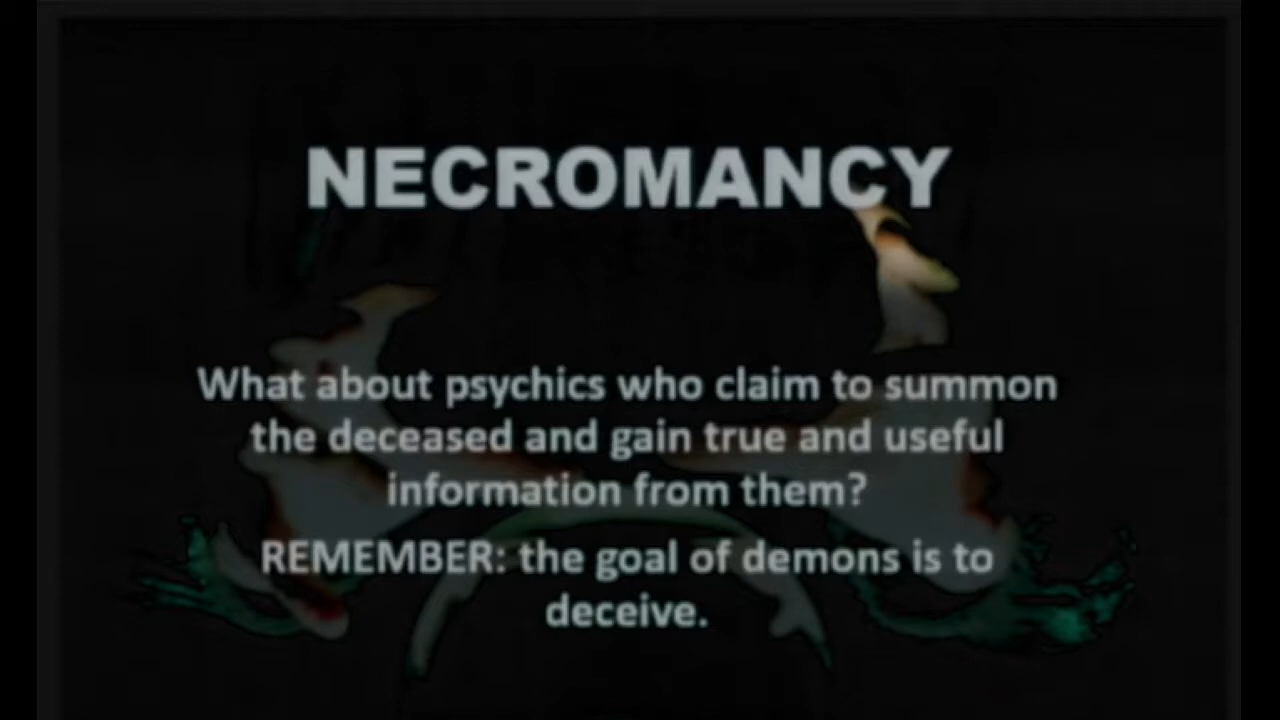 NECROMANCY
What about psychics who claim to summon
the deceased and gain true and useful
information from them?
REMEMBER: the goal of demons is to
deceive.